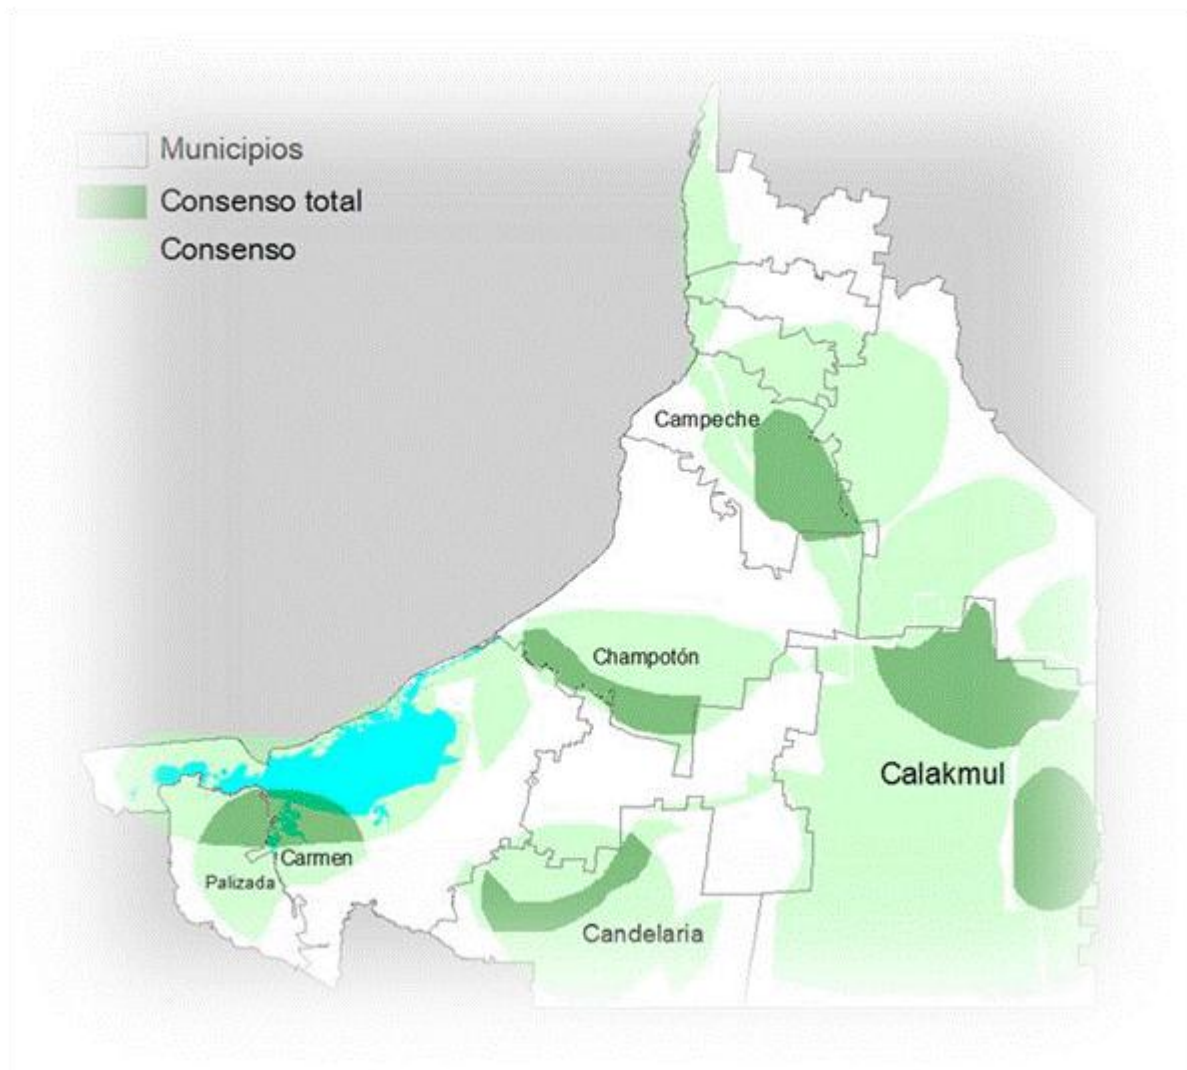 Municipios
Consenso total
Consenso
Campeche
Champotón
Calakmul
Carmen
Palizada
Candelaria